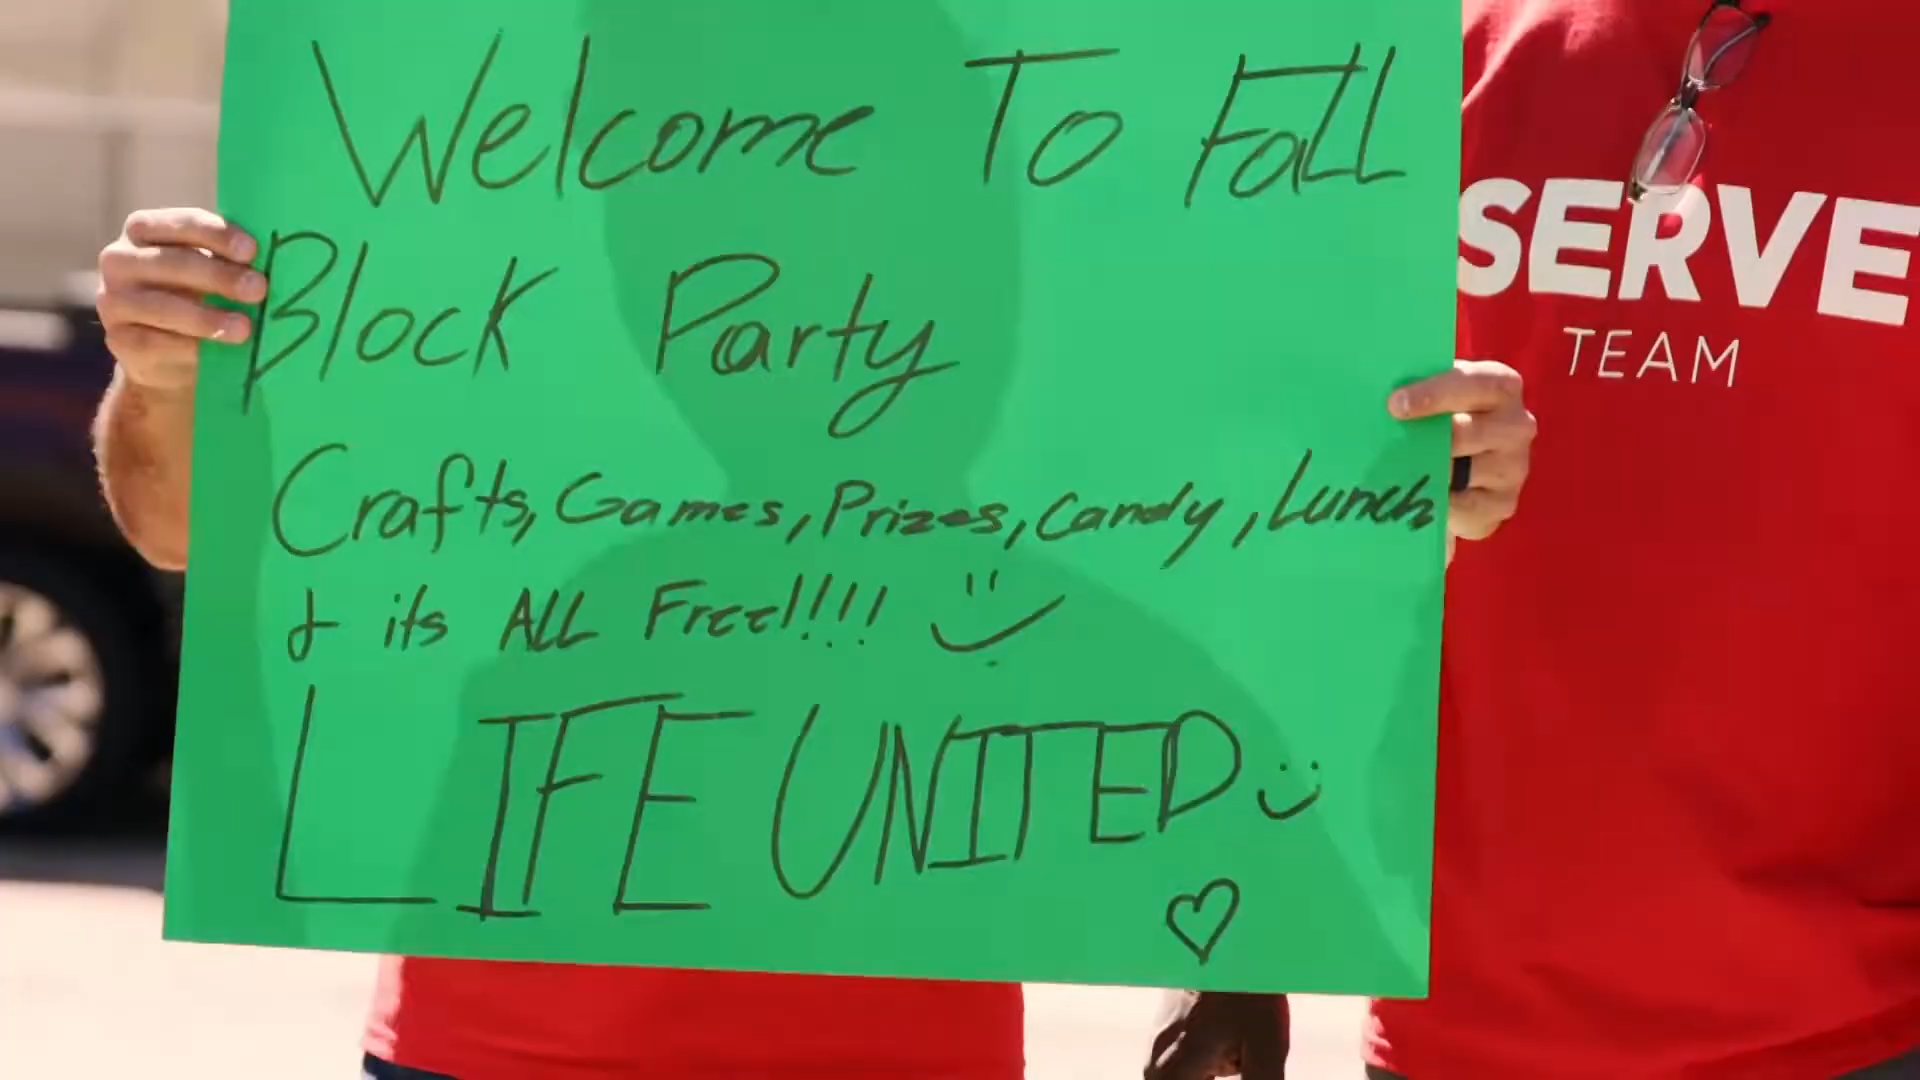 Welcome To Fall
Block Party
Crafts, Games, Prizes, Candy, Lunch
& its ALL Free!!!!
LIFE UNITED
SERVE
TEAM